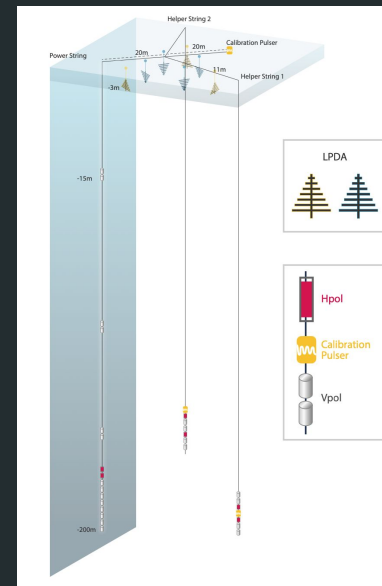 Helper String 2
Calibration Pulser
20m
20m
Power String
11m
Helper String 1
-3m
-15m
-200m
LPDA
Hpol
Calibration
Pulser
Vpol